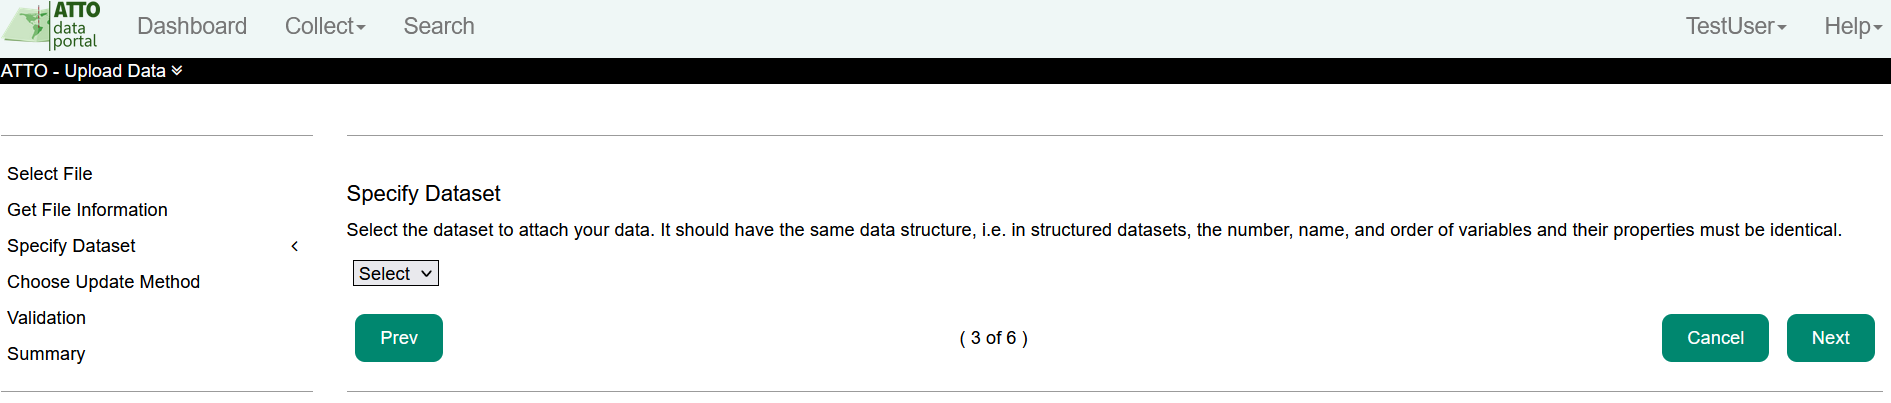 ATTO
data
portal
Dashboard Collect Search TestUser Help
ATTO - Upload Data
Select File
Get File Information
Specify Dataset
Choose Update Method
Validation
Summary
Specify Dataset
Select the dataset to attach your data. It should have the same data structure, i.e. in structured datasets, the number, name, and order of variables and their properties must be identical.
Select
Prev ( 3 of 6 ) Cancel Next